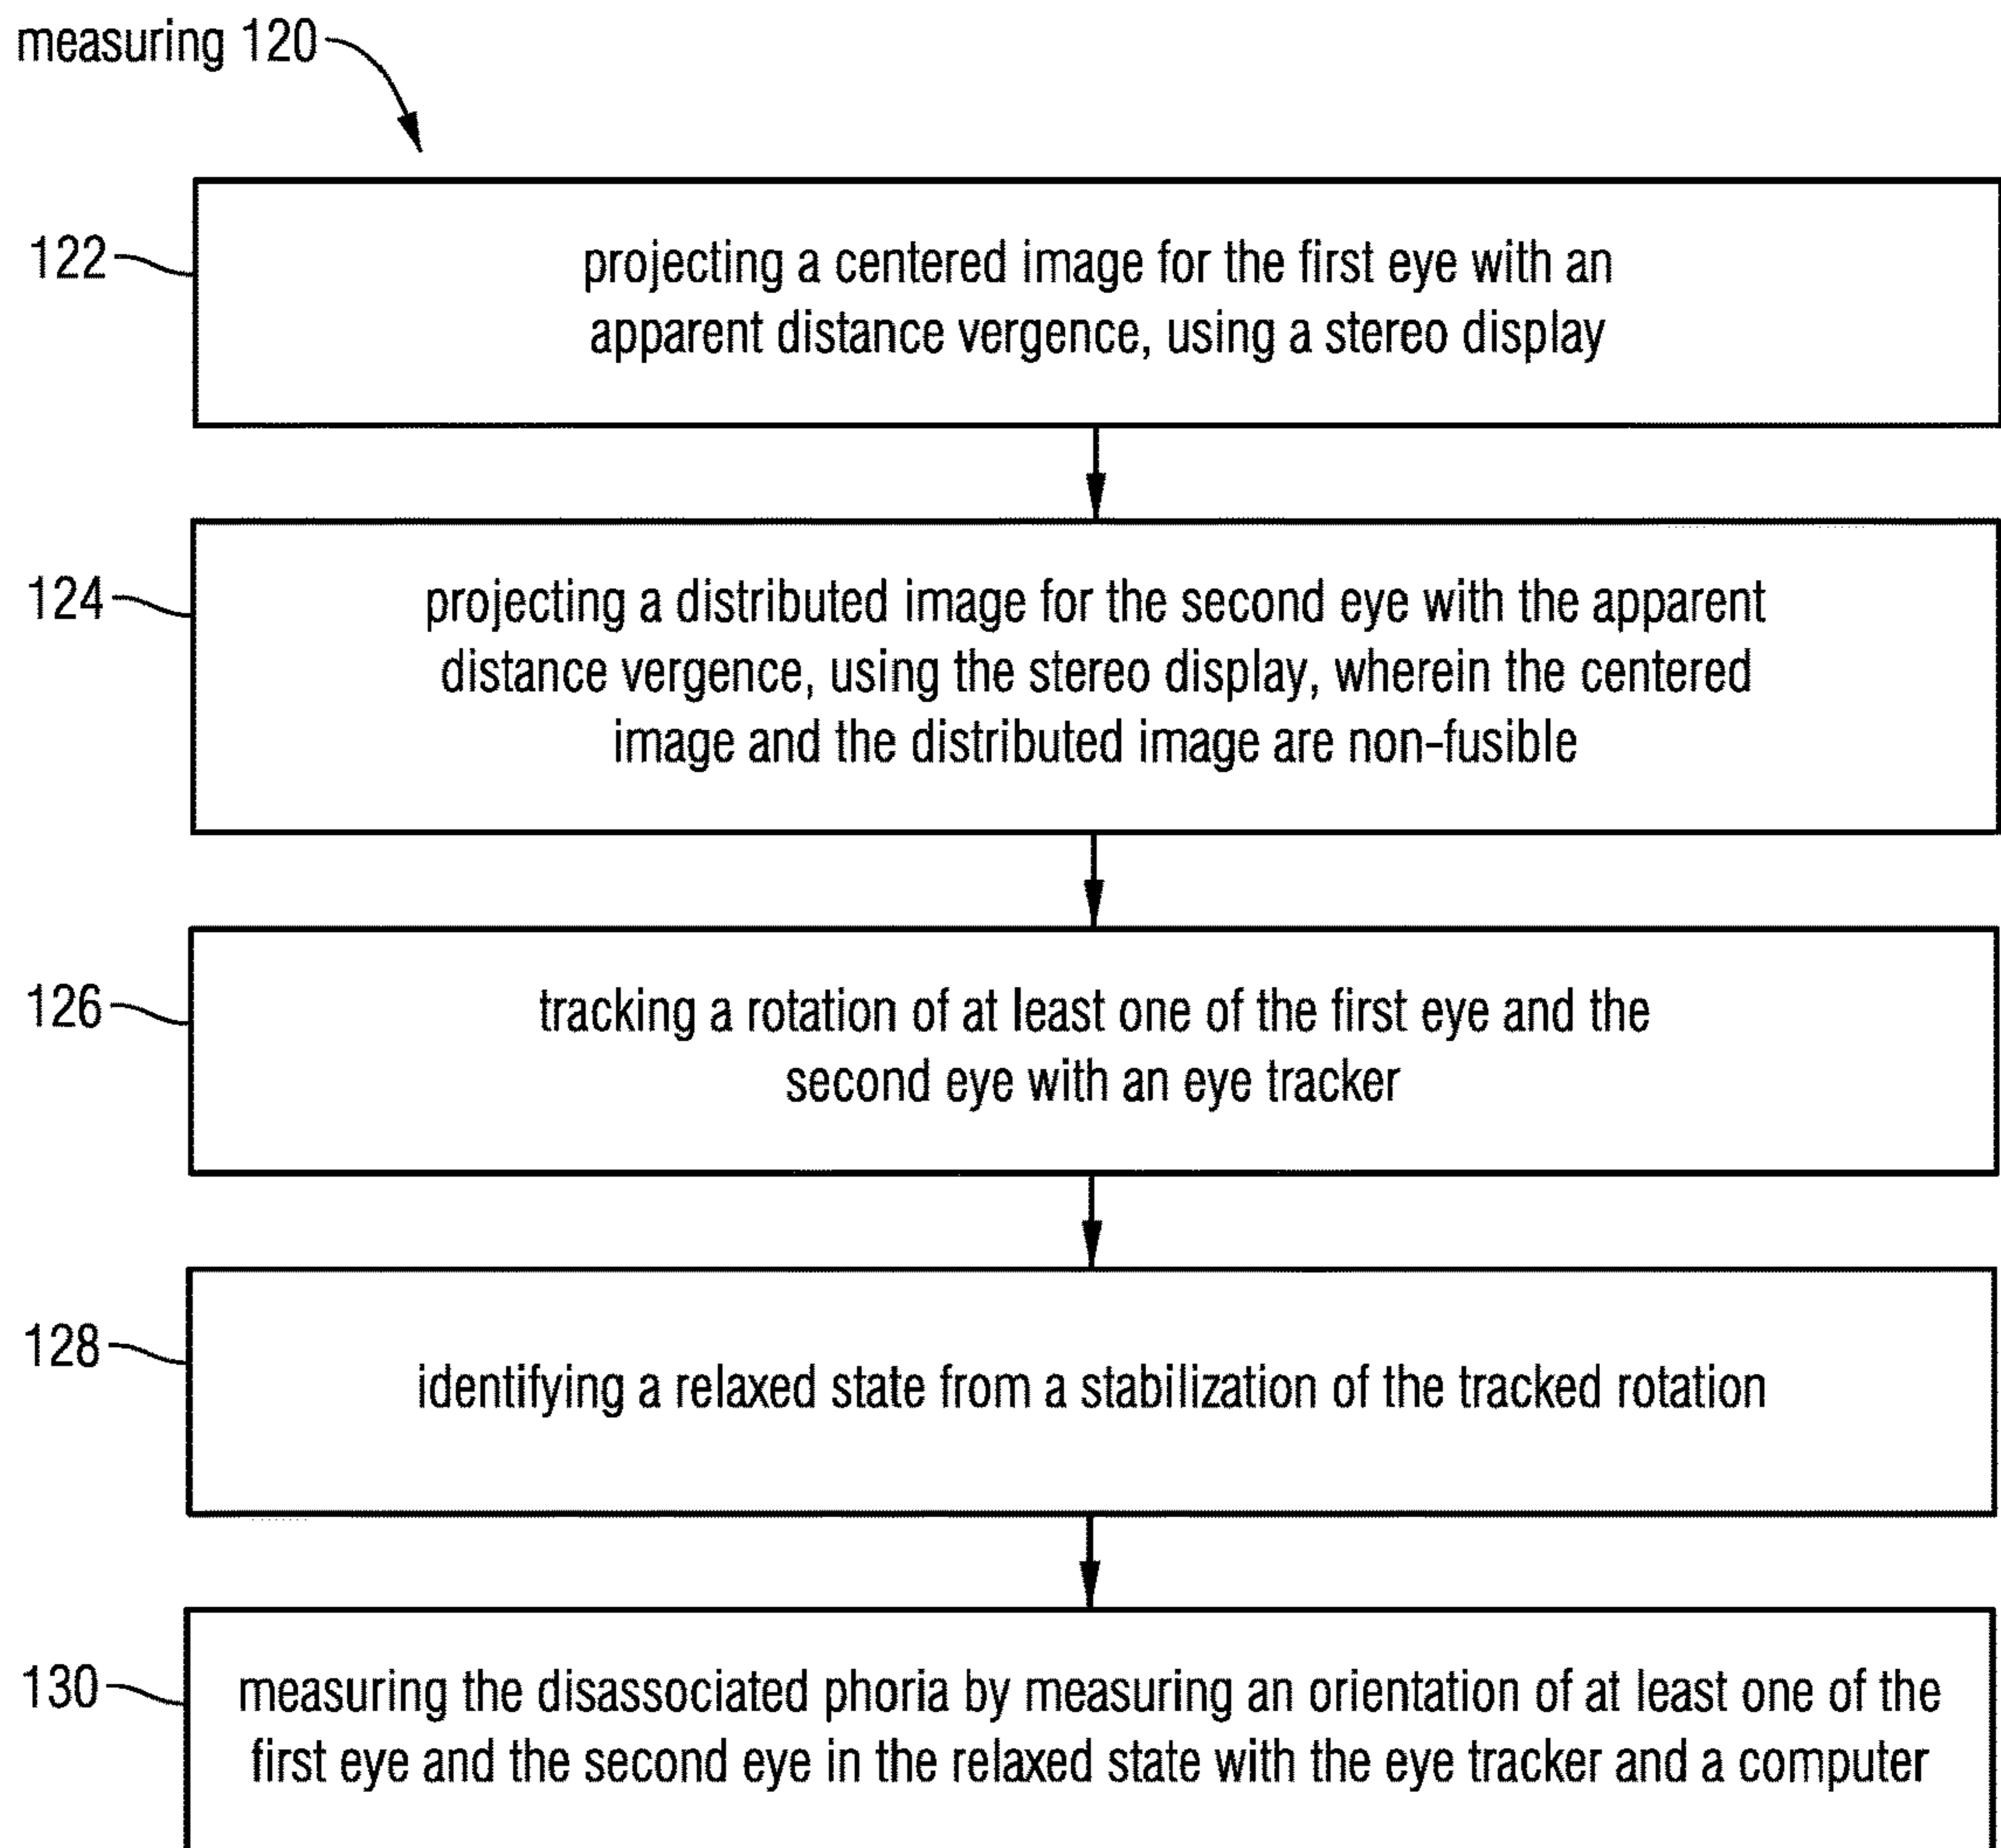 measuring 120
122
projecting a centered image for the first eye with an
apparent distance vergence, using a stereo display
124
projecting a distributed image for the second eye with the apparent
distance vergence, using the stereo display, wherein the centered
image and the distributed image are non-fusible
126
tracking a rotation of at least one of the first eye and the
second eye with an eye tracker
128
identifying a relaxed state from a stabilization of the tracked rotation
130
measuring the disassociated phoria by measuring an orientation of at least one of the
first eye and the second eye in the relaxed state with the eye tracker and a computer